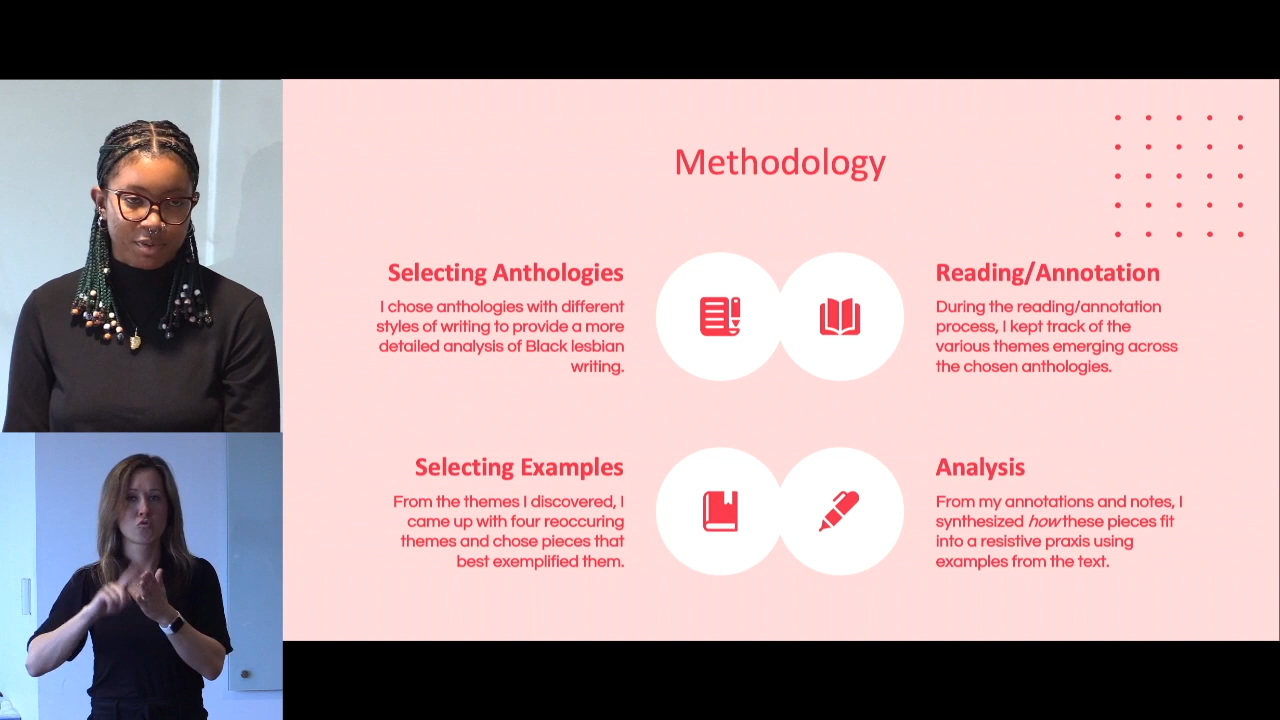 Methodology
Selecting Anthologies
I chose anthologies with different
styles of writing to provide a more
detailed analysis of Black lesbian
writing.
Reading/Annotation
During the reading/annotation
process, I kept track of the
various themes emerging across
the chosen anthologies.
Selecting Examples
From the themes I discovered, I
came up with four reoccuring
themes and chose pieces that
best exemplified them.
Analysis
From my annotations and notes, I
synthesized how these pieces fit
into a resistive praxis using
examples from the text.